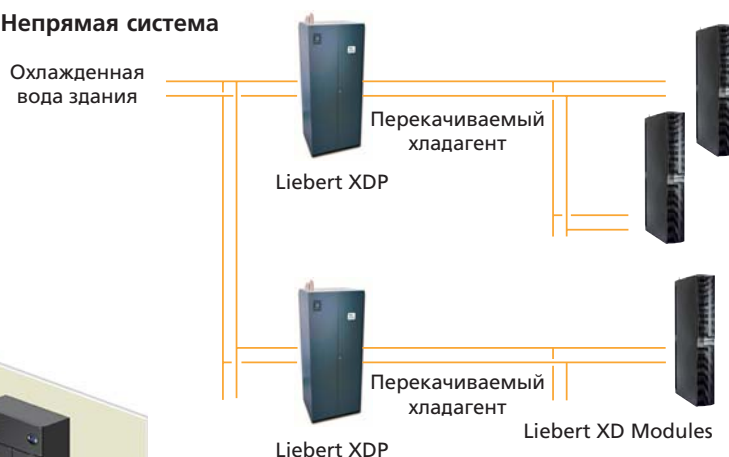 Непрямая система
Охлажденная
вода здания
Перекачиваемый
хладагент
Liebert XDP
Перекачиваемый
хладагент
Liebert XD Modules
Liebert XDP